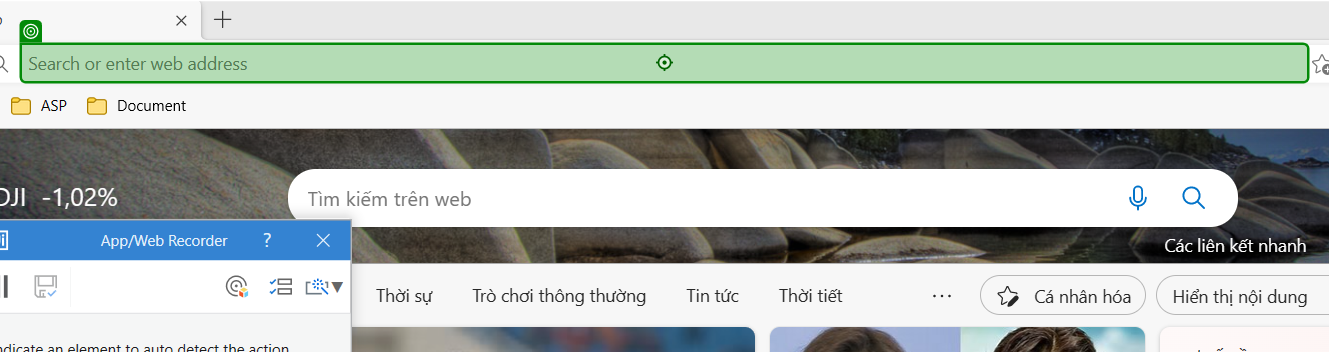 Search or enter web address
ASP Document
DJI -1,02%
Tìm kiếm trên web
App/Web Recorder ?
Các liên kết nhanh
Thời sự Trò chơi thông thường Tin tức Thời tiết ... Cá nhân hóa Hiển thị nội dung
ndicate an element to auto detect the action